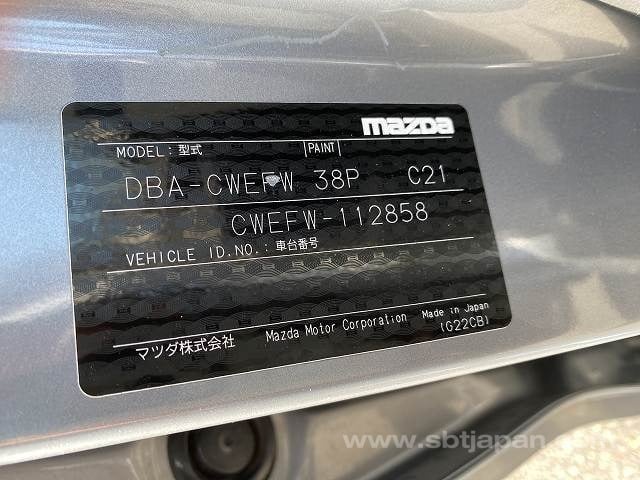 mazda
MODEL:型式 |PAINT|
DBA-CWEFW 38P C21
CWEFW-112858
VEHICLE ID.NO.:車台番号
マツダ株式会社 Mazda Motor Corporation Made in Japan
(G22CB)
www.sbtjapan.com